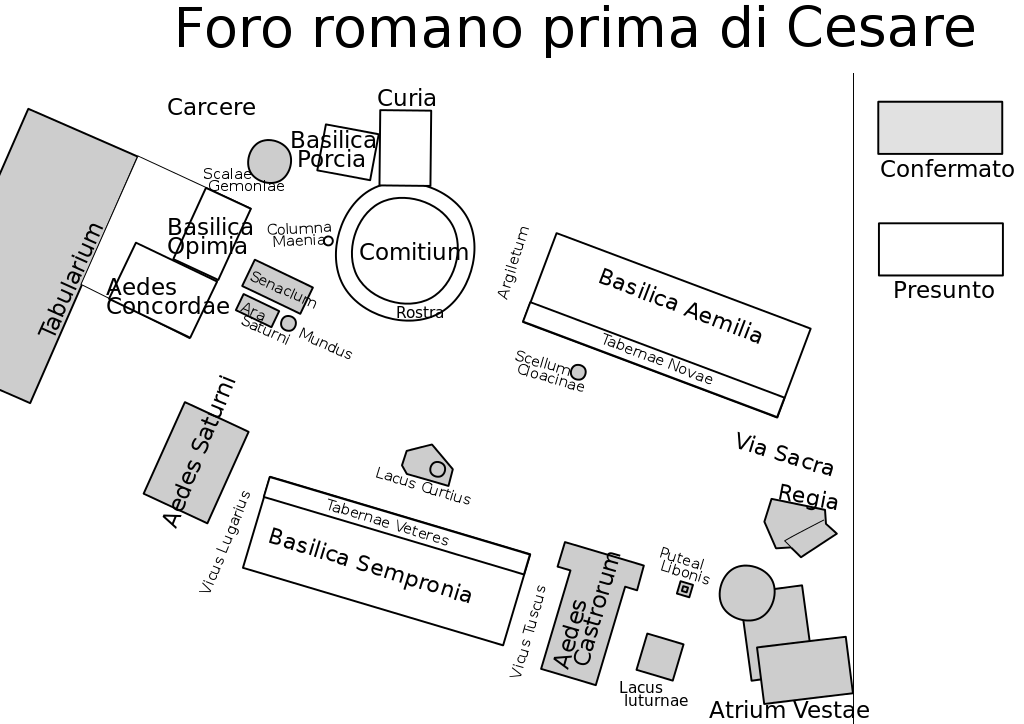 Foro romano prima di Cesare
Carcere
Curia
Basilica
Porcia
Confermato
Scalae
Gemoniae
Basilica
Opimia
Columna
Maenia
Comitium
Argiletum
Presunto
Tabularium
Aedes
Concordae
Senaclum
Ara
Saturni
Mundus
Rostra
Basilica Aemilia
Tabernae Novae
Scellum
Cloacinae
Aedes Saturni
Via Sacra
Lacus Curtius
Regia
Vicus Lugarius
Tabernae Veteres
Basilica Sempronia
Vicus Tuscus
Aedes
Castrorum
Puteal
Libonis
Lacus
Iuturnae
Atrium Vestae